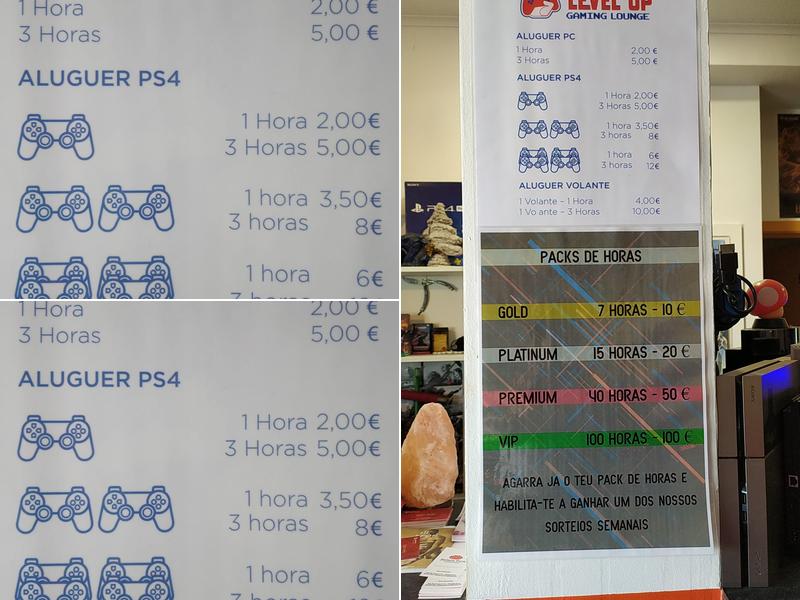 1 Hora 2,00 €
3 Horas 5,00 €
ALUGUER PS4
1 Hora 2,00€
3 Horas 5,00€
1 hora 3,50€
3 horas 8€
1 hora 6€
1 Hora 2,00 €
3 Horas 5,00 €
ALUGUER PS4
1 Hora 2,00€
3 Horas 5,00€
1 hora 3,50€
3 horas 8€
1 hora 6€
LEVEL UP
GAMING LOUNGE
ALUGUER PC
1 Hora 2,00 €
3 Horas 5,00 €
ALUGUER PS4
1 Hora 2,00€
3 Horas 5,00€
1 hora 3,50€
3 horas 8€
1 hora 6€
3 horas 12€
ALUGUER VOLANTE
1 Volante - 1 Hora 4,00€
1 Vo ante - 3 Horas 10,00€
SONY
PS4
PACKS DE HORAS
GOLD 7 HORAS - 10 €
PLATINUM 15 HORAS - 20 €
PREMIUM 40 HORAS - 50 €
VIP 100 HORAS - 100 €
AGARRA JA O TEU PACK DE HORAS E
HABILITA-TE A GANHAR UM DOS NOSSOS
SORTEIOS SEMANAIS
SONY